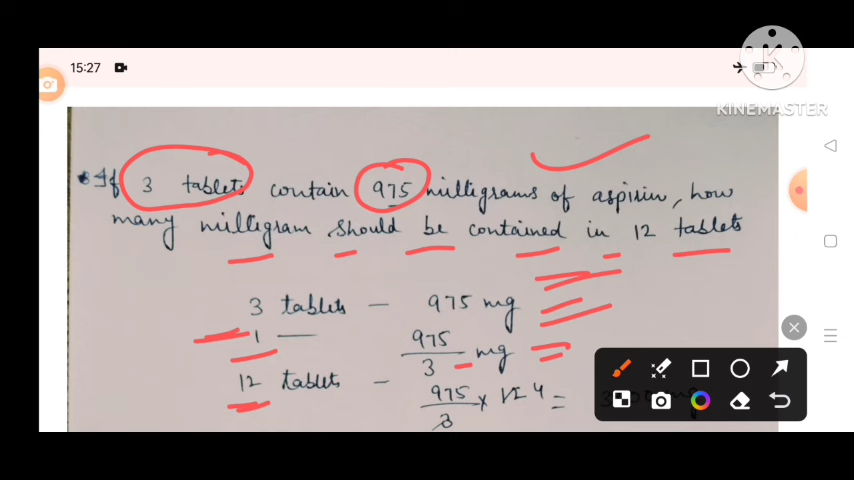 15:27
KINEMASTER
If 3 tablets contain 975 milligrams of aspirin, how
many milligram should be contained in 12 tablets
3 tablets — 975 mg
1 — 975/3 mg
12 tablets — 975/3 x 12 4 =